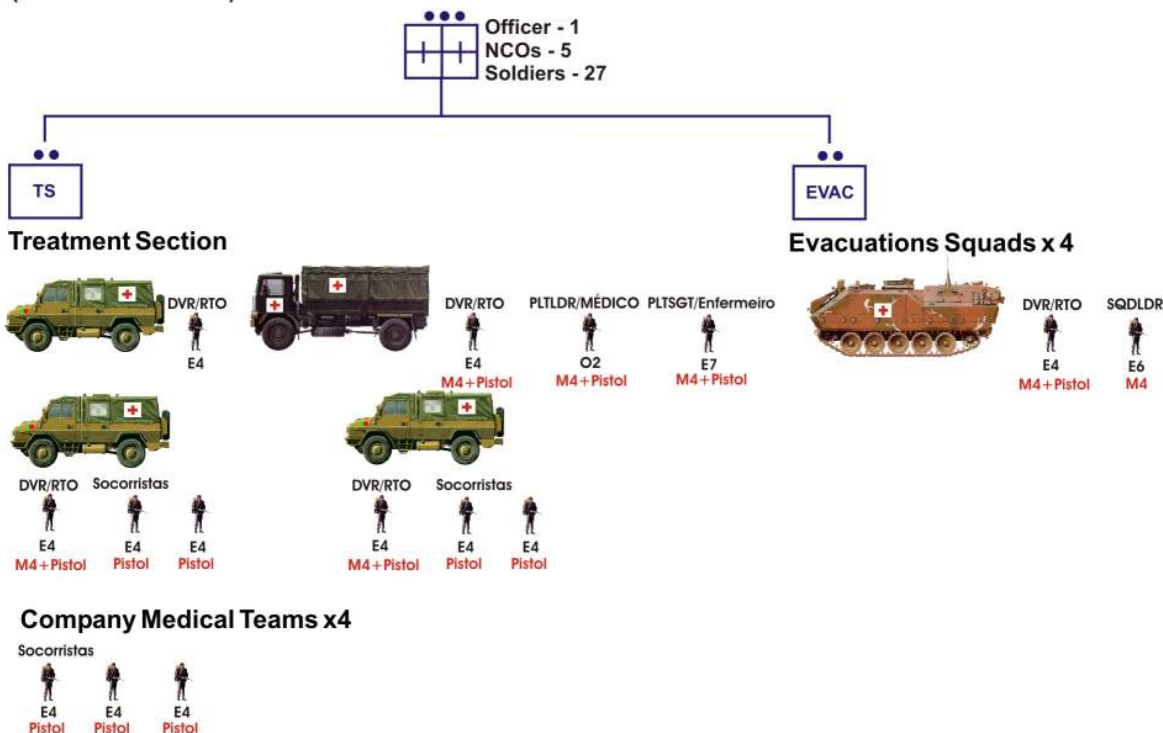 Officer - 1
NCOs - 5
Soldiers - 27
TS
EVAC
Treatment Section
Evacuations Squads x 4
DVR/RTO
E4
DVR/RTO PLTLDR/MÉDICO PLTSGT/Enfermeiro
E4 O2 E7
M4+Pistol M4+Pistol M4+Pistol
DVR/RTO SQDLDR
E4 E6
M4+Pistol M4
DVR/RTO Socorristas
E4 E4 E4
M4+Pistol Pistol Pistol
DVR/RTO Socorristas
E4 E4 E4
M4+Pistol Pistol Pistol
Company Medical Teams x4
Socorristas
E4 E4 E4
Pistol Pistol Pistol